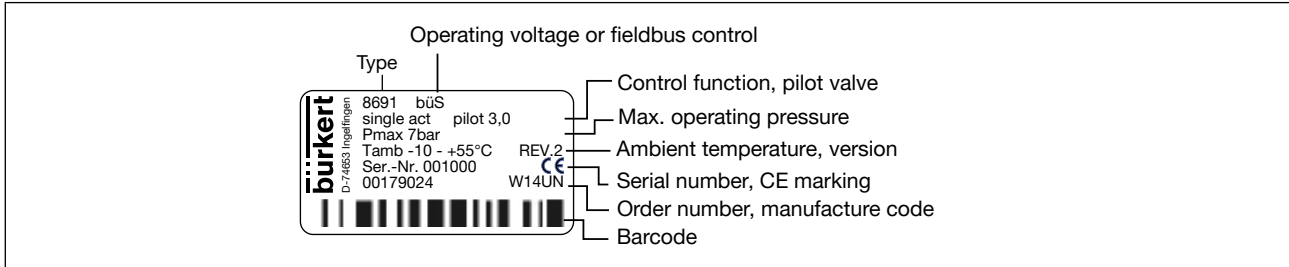 Operating voltage or fieldbus control
Type
Control function, pilot valve
Max. operating pressure
Ambient temperature, version
Serial number, CE marking
Order number, manufacture code
Barcode
bürkert
D-74653 Ingelfingen
8691 büS
single act pilot 3,0
Pmax 7bar
Tamb -10 - +55°C REV.2
Ser.-Nr. 001000 CE
00179024 W14UN